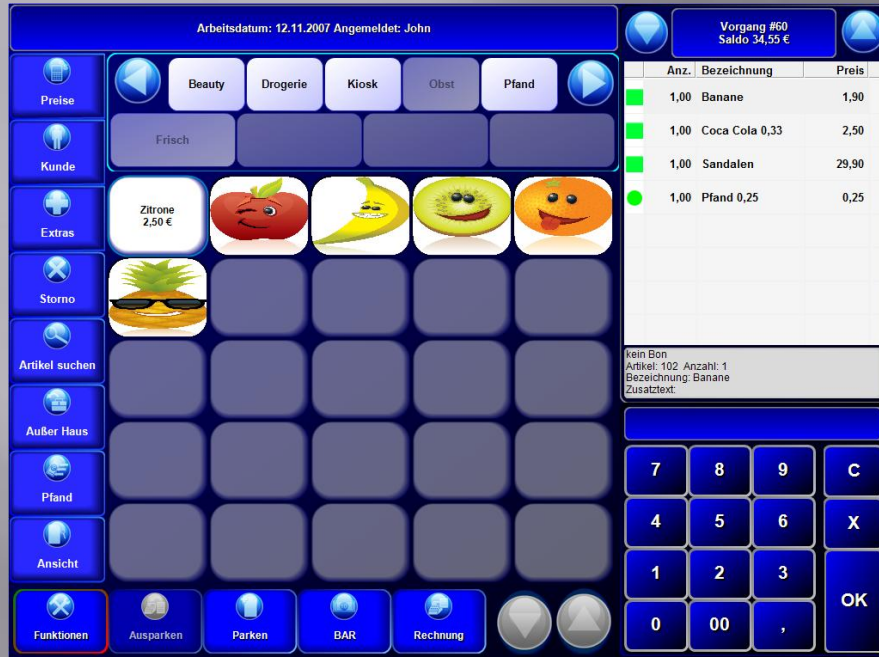 Arbeitsdatum: 12.11.2007 Angemeldet: John
Vorgang #60
Saldo 34,55 €
Preise
Kunde
Extras
Storno
Artikel suchen
Außer Haus
Pfand
Ansicht
Beauty
Drogerie
Kiosk
Obst
Pfand
Frisch
Zitrone
2,50 €
Anz. Bezeichnung Preis
1,00 Banane 1,90
1,00 Coca Cola 0,33 2,50
1,00 Sandalen 29,90
1,00 Pfand 0,25 0,25
kein Bon
Artikel: 102 Anzahl: 1
Bezeichnung: Banane
Zusatztext:
7 8 9 C
4 5 6 X
1 2 3
0 00 , OK
Funktionen
Ausparken
Parken
BAR
Rechnung